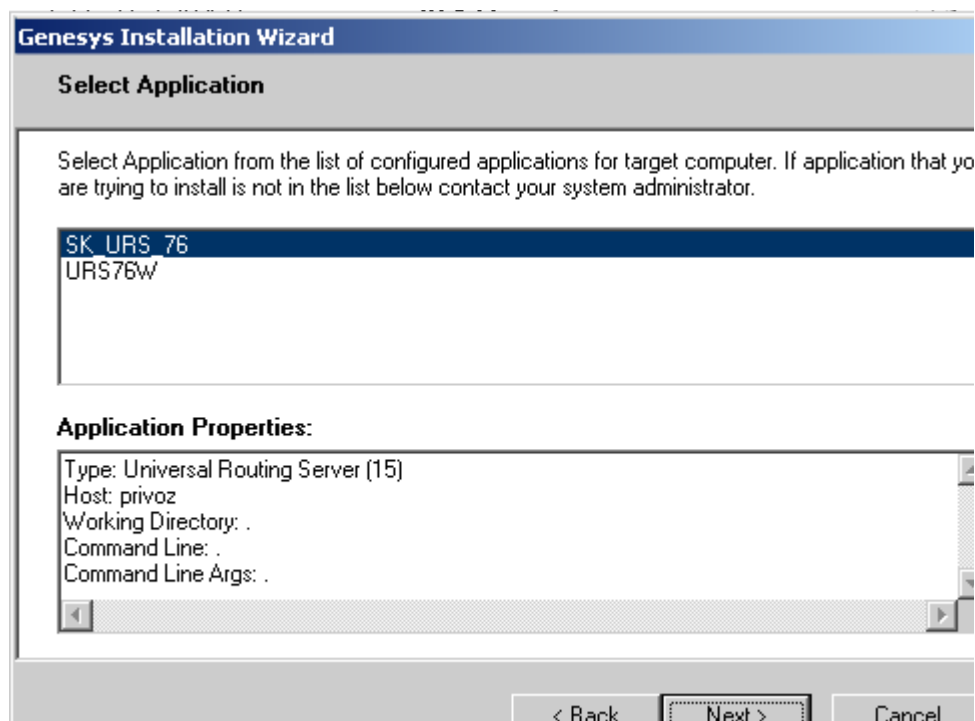 Genesys Installation Wizard
Select Application
Select Application from the list of configured applications for target computer. If application that yo
are trying to install is not in the list below contact your system administrator.
SK_URS_76
URS76W
Application Properties:
Type: Universal Routing Server (15)
Host: privoz
Working Directory: .
Command Line: .
Command Line Args: .
< Back
Next >
Cancel